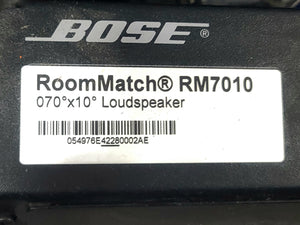 BOSE®
RoomMatch® RM7010
070°x10° Loudspeaker
054976E42280002AE